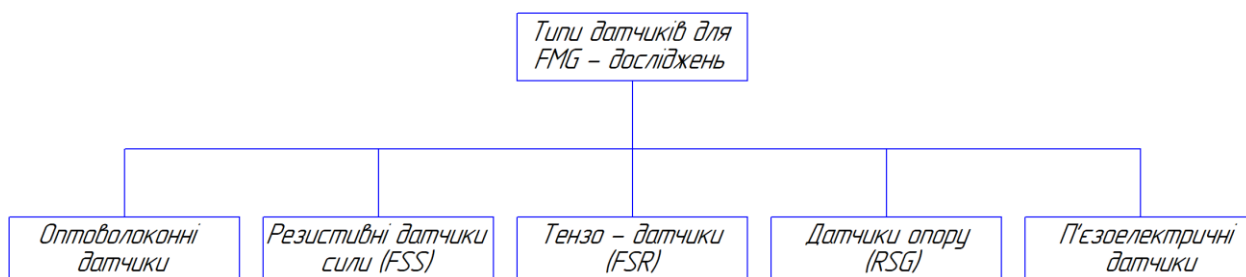 Типи датчиків для
FMG – досліджень
Оптоволоконні
датчики
Резистивні датчики
сили (FSS)
Тензо – датчики
(FSR)
Датчики опору
(RSG)
П'єзоелектричні
датчики